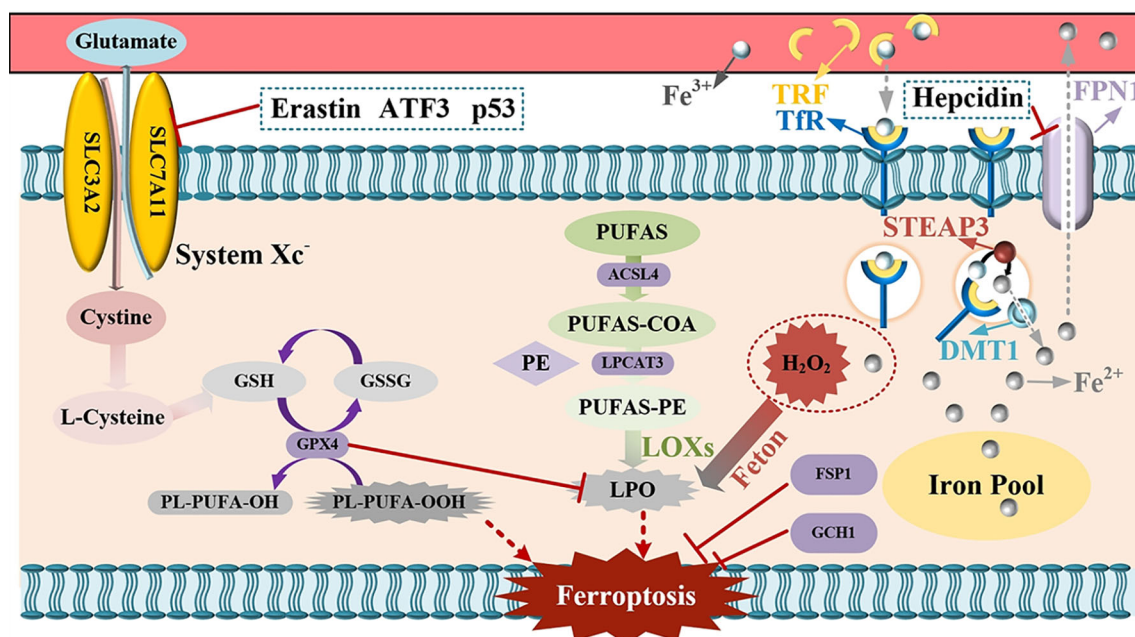 Glutamate
SLC3A2
SLC7A11
Erastin ATF3 p53
System Xc⁻
Fe³⁺
TRF
TfR
Hepcidin
FPN1
STEAP3
DMT1
Fe²⁺
Iron Pool
Cystine
L-Cysteine
GSH
GSSG
GPX4
PL-PUFA-OH
PL-PUFA-OOH
PUFAS
ACSL4
PUFAS-COA
PE
LPCAT3
PUFAS-PE
LOXs
LPO
H₂O₂
Feton
FSP1
GCH1
Ferroptosis